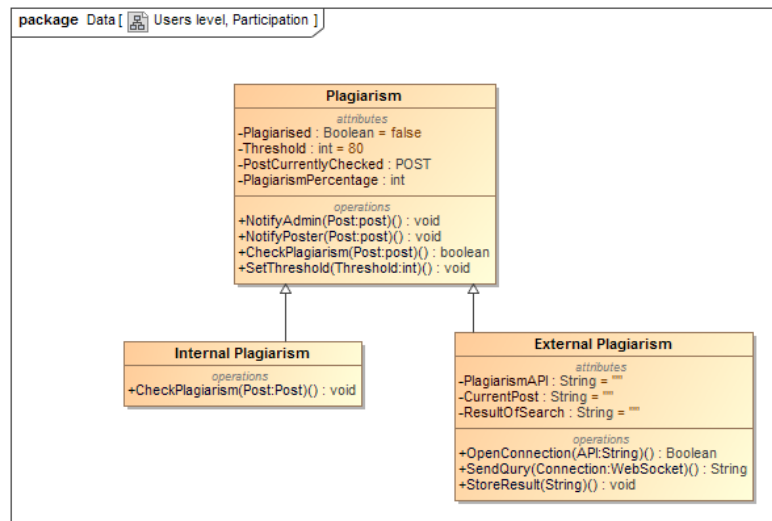 package Data [ Users level, Participation ]
Plagiarism
attributes
-Plagiarised : Boolean = false
-Threshold : int = 80
-PostCurrentlyChecked : POST
-PlagiarismPercentage : int
operations
+NotifyAdmin(Post:post)() : void
+NotifyPoster(Post:post)() : void
+CheckPlagiarism(Post:post)() : boolean
+SetThreshold(Threshold:int)() : void
Internal Plagiarism
operations
+CheckPlagiarism(Post:Post)() : void
External Plagiarism
attributes
-PlagiarismAPI : String = """
-CurrentPost : String = """
-ResultOfSearch : String = """
operations
+OpenConnection(API:String)() : Boolean
+SendQury(Connection:WebSocket)() : String
+StoreResult(String)() : void